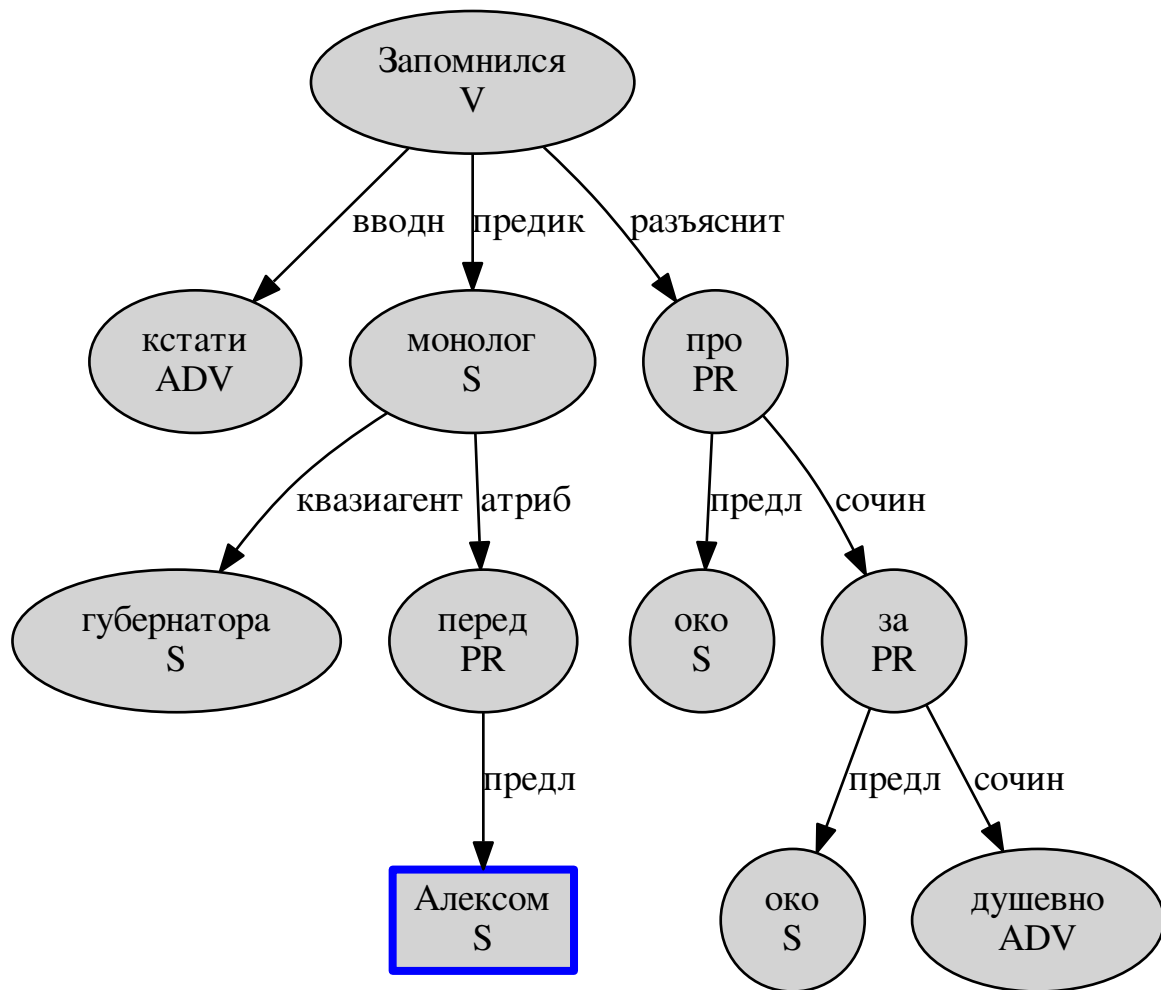 Запомнился
V
вводн
предик
разъяснит
кстати
ADV
монолог
S
про
PR
квазиагент
атриб
предл
сочин
губернатора
S
перед
PR
око
S
за
PR
предл
предл
сочин
Алексом
S
око
S
душевно
ADV